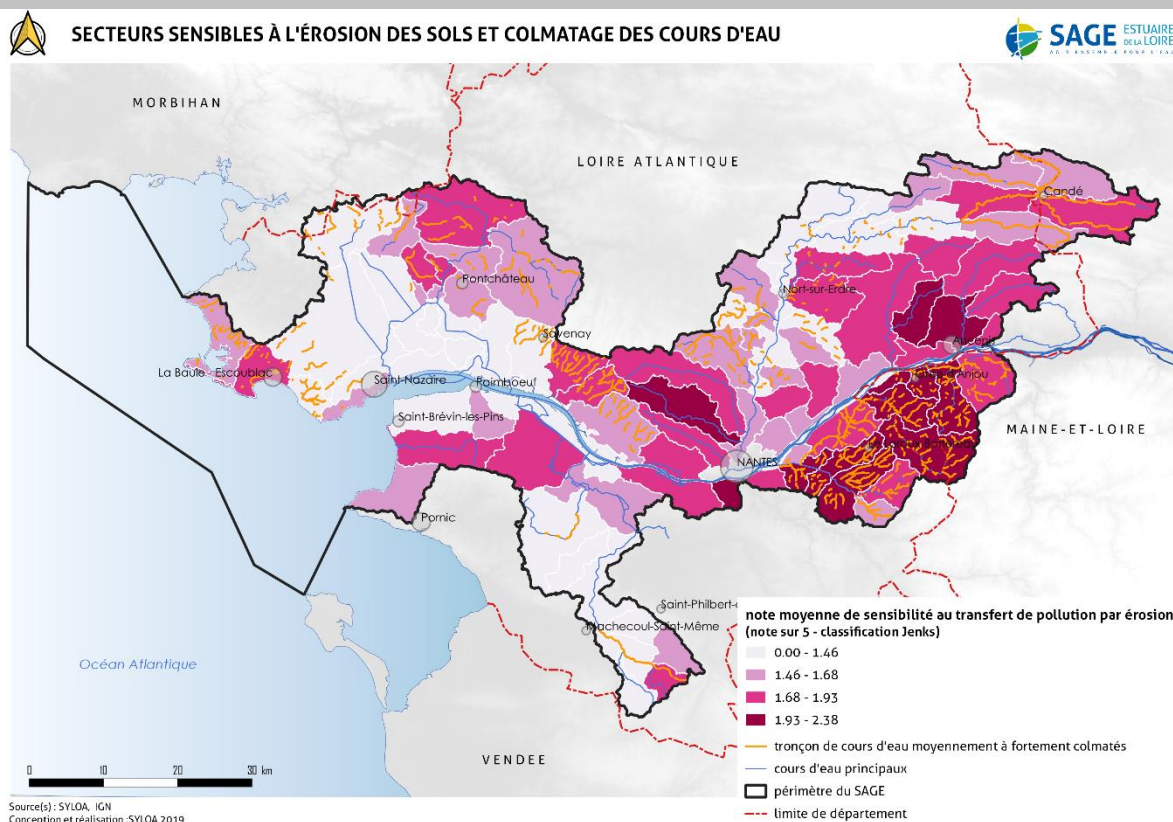 SECTEURS SENSIBLES À L'ÉROSION DES SOLS ET COLMATAGE DES COURS D'EAU
SAGE ESTUAIRE
DE LA LOIRE
MORBIHAN
LOIRE ATLANTIQUE
Candé
Pontchâteau
Nort-sur-Erdre
Savenay
La Baule - Escoublac
Saint-Nazaire
Paimboeuf
Saint-Brévin-les-Pins
MAINE-ET-LOIRE
NANTES
Pornic
Saint-Philbert-
Machecoul-Saint-Même
Océan Atlantique
VENDEE
note moyenne de sensibilité au transfert de pollution par érosion
(note sur 5 - classification Jenks)
0.00 - 1.46
1.46 - 1.68
1.68 - 1.93
1.93 - 2.38
tronçon de cours d'eau moyennement à fortement colmatés
cours d'eau principaux
périmètre du SAGE
limite de département
0 10 20 30 km
Source(s) : SYLOA, IGN
Conception et réalisation :SYLOA 2019